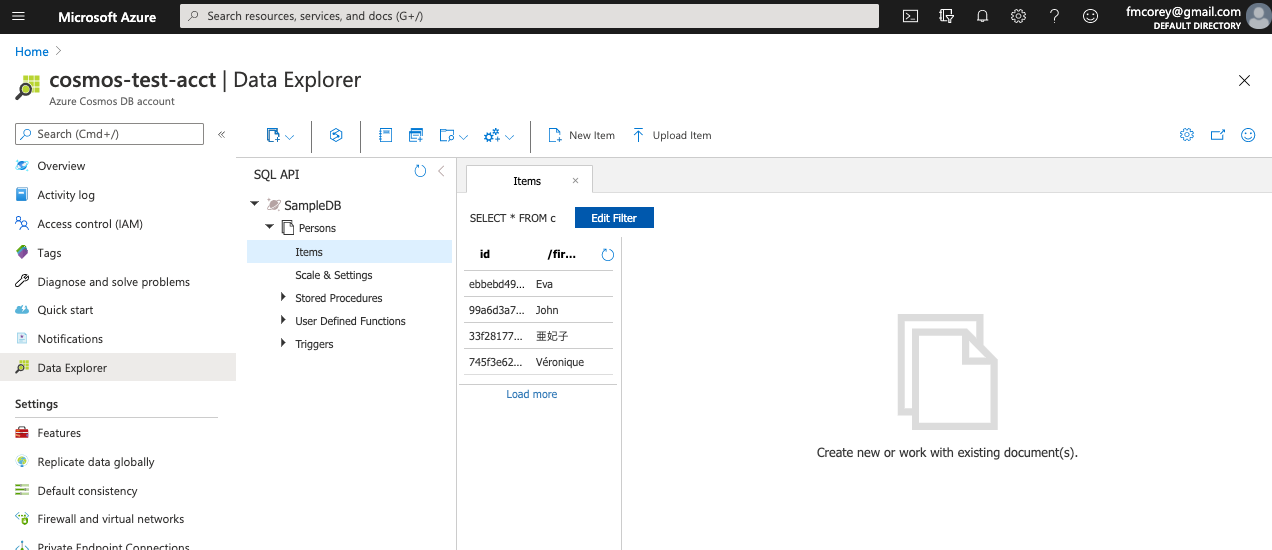 Microsoft Azure
Search resources, services, and docs (G+/)
fmcorey@gmail.com
DEFAULT DIRECTORY
Home
cosmos-test-acct | Data Explorer
Azure Cosmos DB account
Search (Cmd+/)
Overview
Activity log
Access control (IAM)
Tags
Diagnose and solve problems
Quick start
Notifications
Data Explorer
Settings
Features
Replicate data globally
Default consistency
Firewall and virtual networks
Private Endpoint Connections
New Item
Upload Item
SQL API
SampleDB
Persons
Items
Scale & Settings
Stored Procedures
User Defined Functions
Triggers
Items
SELECT * FROM c
Edit Filter
id /fir...
ebbebd49... Eva
99a6d3a7... John
33f28177... 亜妃子
745f3e62... Véronique
Load more
Create new or work with existing document(s).